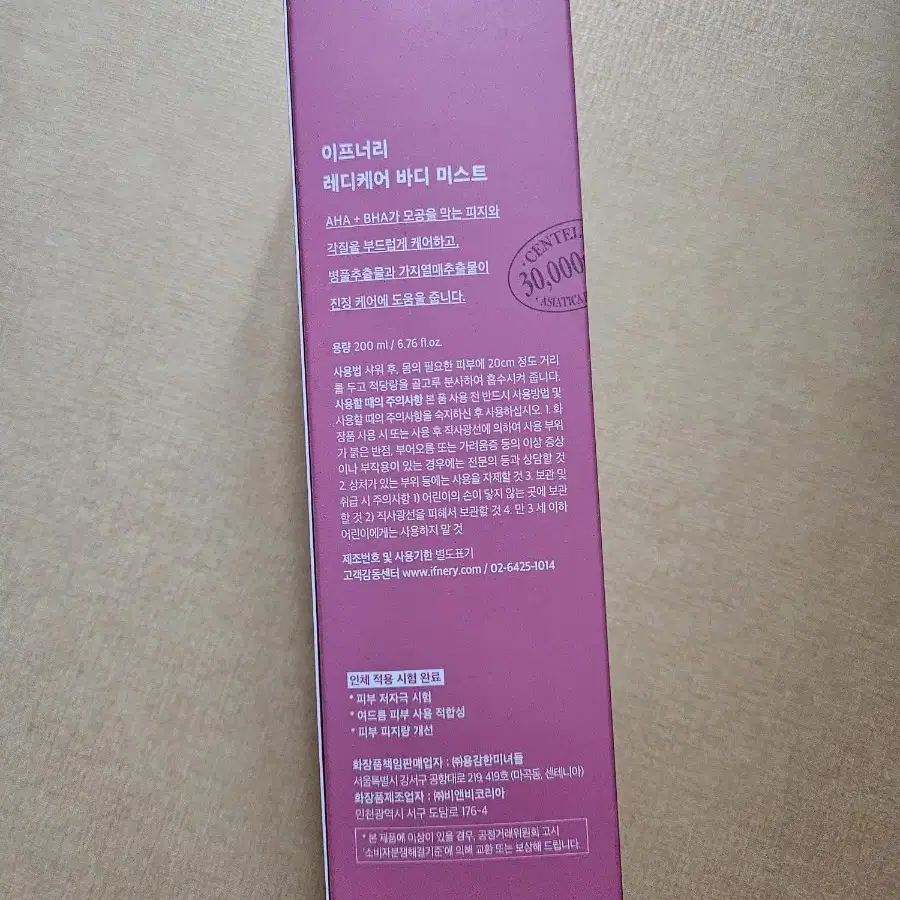 이프너리
레디케어 바디 미스트
AHA + BHA가 모공을 막는 피지와
각질을 부드럽게 케어하고,
병풀추출물과 가지열매추출물이
진정 케어에 도움을 줍니다.
·CENTEL
30,000
·ASIATICA
용량 200 ml / 6.76 fl.oz.
사용법 샤워 후, 몸의 필요한 피부에 20cm 정도 거리
를 두고 적당량을 골고루 분사하여 흡수시켜 줍니다.
사용할 때의 주의사항 본 품 사용 전 반드시 사용방법 및
사용할 때의 주의사항을 숙지하신 후 사용하십시오. 1. 화
장품 사용 시 또는 사용 후 직사광선에 의하여 사용 부위
가 붉은 반점, 부어오름 또는 가려움증 등의 이상 증상
이나 부작용이 있는 경우에는 전문의 등과 상담할 것
2. 상처가 있는 부위 등에는 사용을 자제할 것 3. 보관 및
취급 시 주의사항 1) 어린이의 손이 닿지 않는 곳에 보관
할 것 2) 직사광선을 피해서 보관할 것 4. 만 3 세 이하
어린이에게는 사용하지 말 것
제조번호 및 사용기한 별도표기
고객감동센터 www.ifnery.com / 02-6425-1014
인체 적용 시험 완료
* 피부 저자극 시험
* 여드름 피부 사용 적합성
* 피부 피지량 개선
화장품책임판매업자 : ㈜용감한미녀들
서울특별시 강서구 공항대로 219, 419호 (마곡동, 센테니아)
화장품제조업자 : ㈜비앤비코리아
인천광역시 서구 도담로 176-4
* 본 제품에 이상이 있을 경우, 공정거래위원회 고시
'소비자분쟁해결기준'에 의해 교환 또는 보상해 드립니다.